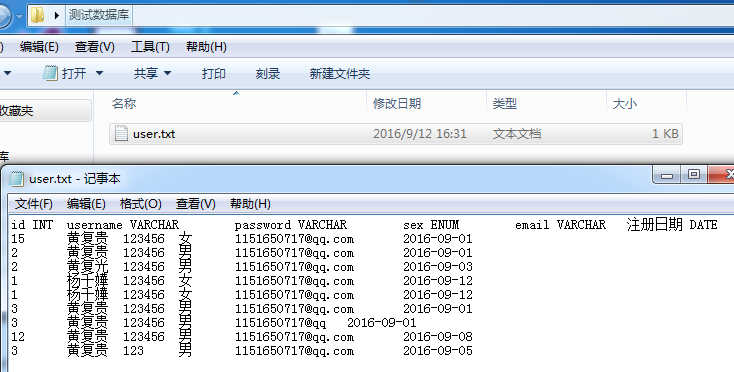 测试数据库
) 编辑(E) 查看(V) 工具(T) 帮助(H)
打开 共享 打印 刻录 新建文件夹
收藏夹
名称 修改日期 类型 大小
user.txt 2016/9/12 16:31 文本文档 1 KB
库
user.txt - 记事本
文件(F) 编辑(E) 格式(O) 查看(V) 帮助(H)
id INT username VARCHAR password VARCHAR sex ENUM email VARCHAR 注册日期 DATE
15 黄复贵 123456 女 1151650717@qq.com 2016-09-01
2 黄复贵 123456 男 1151650717@qq.com 2016-09-01
2 黄复光 123456 男 1151650717@qq.com 2016-09-03
1 杨千嬅 123456 女 1151650717@qq.com 2016-09-12
1 杨千嬅 123456 女 1151650717@qq.com 2016-09-12
3 黄复贵 123456 男 1151650717@qq.com 2016-09-01
3 黄复贵 123456 男 1151650717@qq 2016-09-01
12 黄复贵 123456 男 1151650717@qq.com 2016-09-08
3 黄复贵 123 男 1151650717@qq.com 2016-09-05